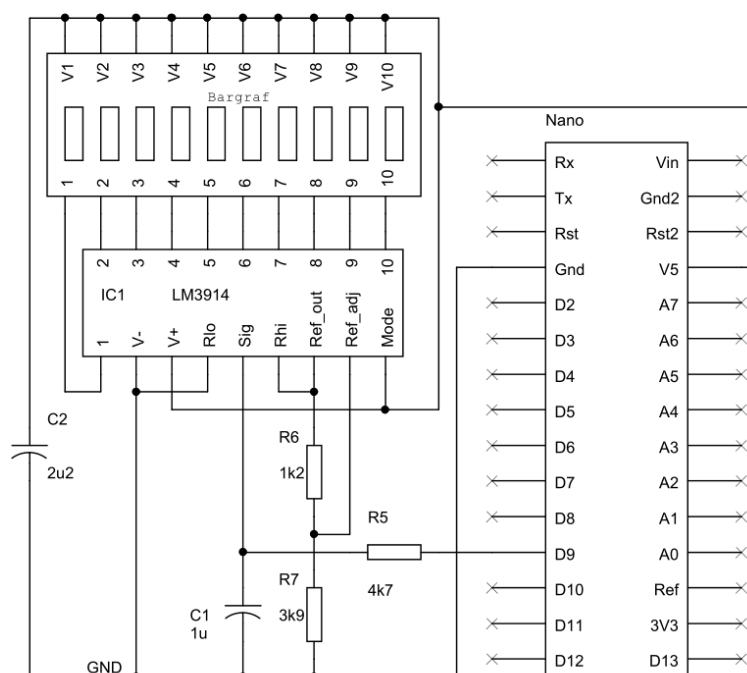 V1 V2 V3 V4 V5 V6 V7 V8 V9 V10
Bargraf
1 2 3 4 5 6 7 8 9 10
2 3 4 5 6 7 8 9 10
IC1 LM3914
1 V- V+ Rlo Sig Rhi Ref_out Ref_adj Mode
C2
2u2
R6
1k2
R5
4k7
R7
3k9
C1
1u
GND
Nano
Rx Vin
Tx Gnd2
Rst Rst2
Gnd V5
D2 A7
D3 A6
D4 A5
D5 A4
D6 A3
D7 A2
D8 A1
D9 A0
D10 Ref
D11 3V3
D12 D13